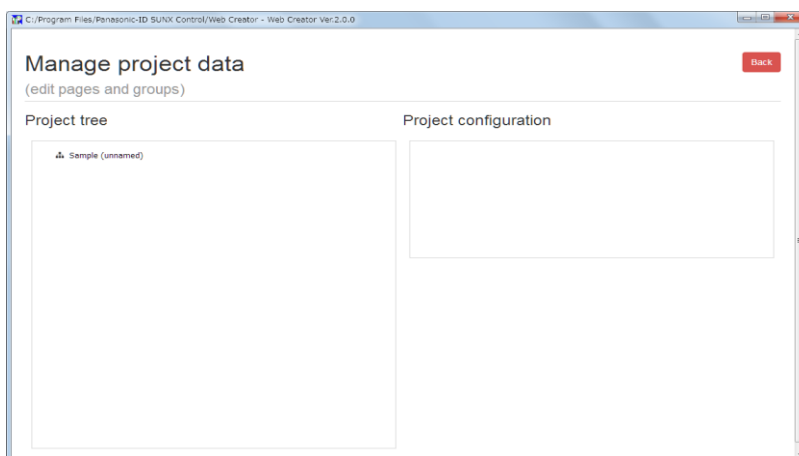 C:/Program Files/Panasonic-ID SUNX Control/Web Creator - Web Creator Ver.2.0.0
Manage project data
Back
(edit pages and groups)
Project tree
Project configuration
Sample (unnamed)